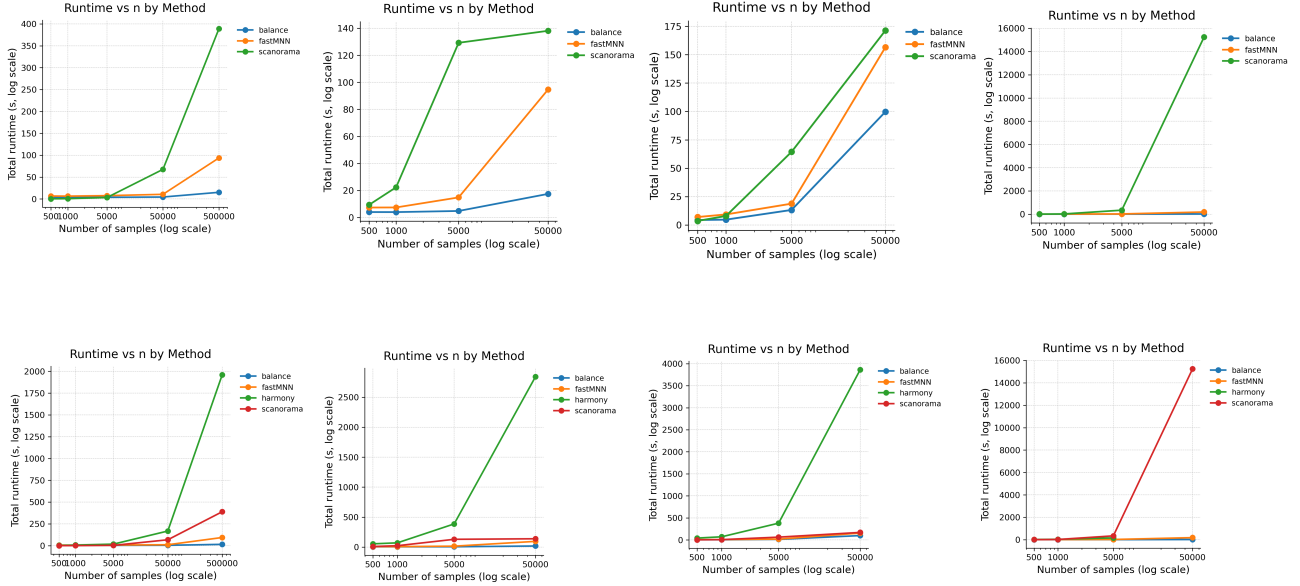 Runtime vs n by Method
Total runtime (s, log scale)
400
350
300
250
200
150
100
50
0
500 1000 5000 50000 500000
Number of samples (log scale)
balance
fastMNN
scanorama
Runtime vs n by Method
Total runtime (s, log scale)
140
120
100
80
60
40
20
0
500 1000 5000 50000
Number of samples (log scale)
balance
fastMNN
scanorama
Runtime vs n by Method
Total runtime (s, log scale)
175
150
125
100
75
50
25
0
500 1000 5000 50000
Number of samples (log scale)
balance
fastMNN
scanorama
Runtime vs n by Method
Total runtime (s, log scale)
16000
14000
12000
10000
8000
6000
4000
2000
0
500 1000 5000 50000
Number of samples (log scale)
balance
fastMNN
scanorama
Runtime vs n by Method
Total runtime (s, log scale)
2000
1750
1500
1250
1000
750
500
250
0
500 1000 5000 50000 500000
Number of samples (log scale)
balance
fastMNN
harmony
scanorama
Runtime vs n by Method
Total runtime (s, log scale)
2500
2000
1500
1000
500
0
500 1000 5000 50000
Number of samples (log scale)
balance
fastMNN
harmony
scanorama
Runtime vs n by Method
Total runtime (s, log scale)
4000
3500
3000
2500
2000
1500
1000
500
0
500 1000 5000 50000
Number of samples (log scale)
balance
fastMNN
harmony
scanorama
Runtime vs n by Method
Total runtime (s, log scale)
16000
14000
12000
10000
8000
6000
4000
2000
0
500 1000 5000 50000
Number of samples (log scale)
balance
fastMNN
harmony
scanorama